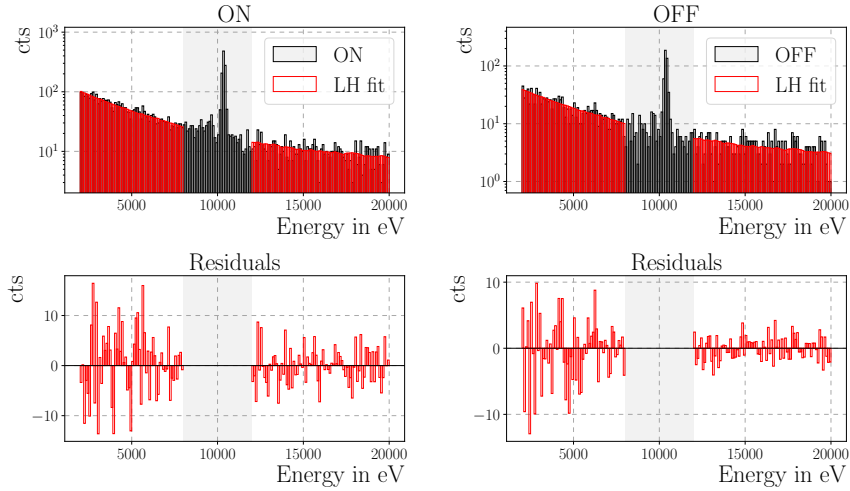 ON
cts
10³
10²
10¹
ON
LH fit
5000 10000 15000 20000
Energy in eV
OFF
cts
10²
10¹
10⁰
OFF
LH fit
5000 10000 15000 20000
Energy in eV
Residuals
cts
10
0
−10
5000 10000 15000 20000
Energy in eV
Residuals
cts
10
0
−10
5000 10000 15000 20000
Energy in eV